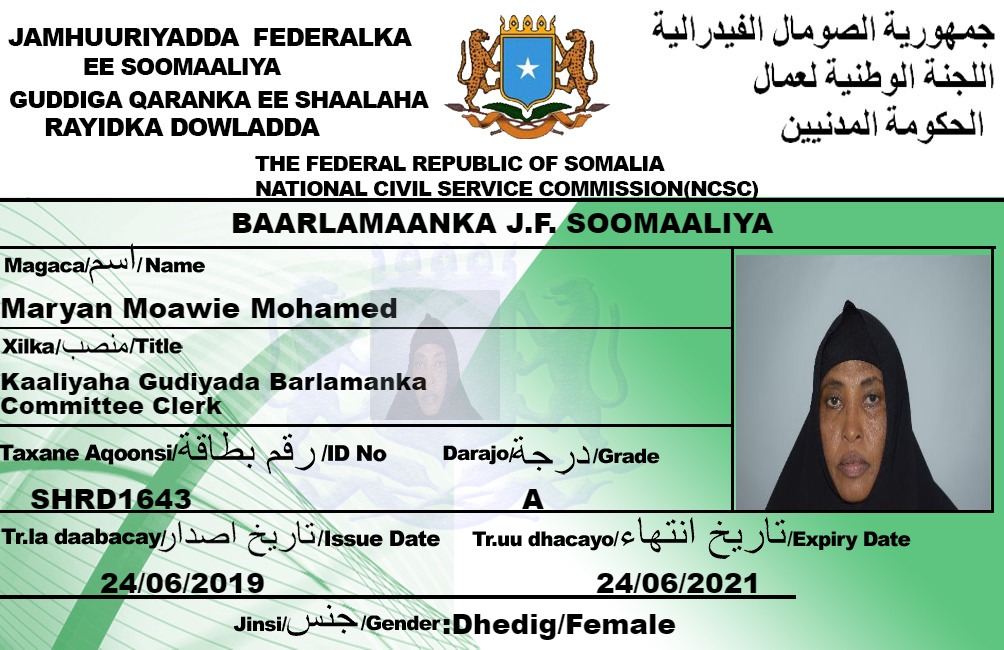 JAMHUURIYADDA FEDERALKA
EE SOOMAALIYA
GUDDIGA QARANKA EE SHAALAHA
RAYIDKA DOWLADDA
جمهورية الصومال الفيدرالية
اللجنة الوطنية لعمال
الحكومة المدنيين
THE FEDERAL REPUBLIC OF SOMALIA
NATIONAL CIVIL SERVICE COMMISSION(NCSC)
BAARLAMAANKA J.F. SOOMAALIYA
Magaca/اسم/Name
Maryan Moawie Mohamed
Xilka/منصب/Title
Kaaliyaha Gudiyada Barlamanka
Committee Clerk
Taxane Aqoonsi/رقم بطاقة/ID No
SHRD1643
Darajo/درجة/Grade
A
Tr.la daabacay/تاريخ اصدار/Issue Date
24/06/2019
Tr.uu dhacayo/تاريخ انتهاء/Expiry Date
24/06/2021
Jinsi/جنس/Gender:Dhedig/Female